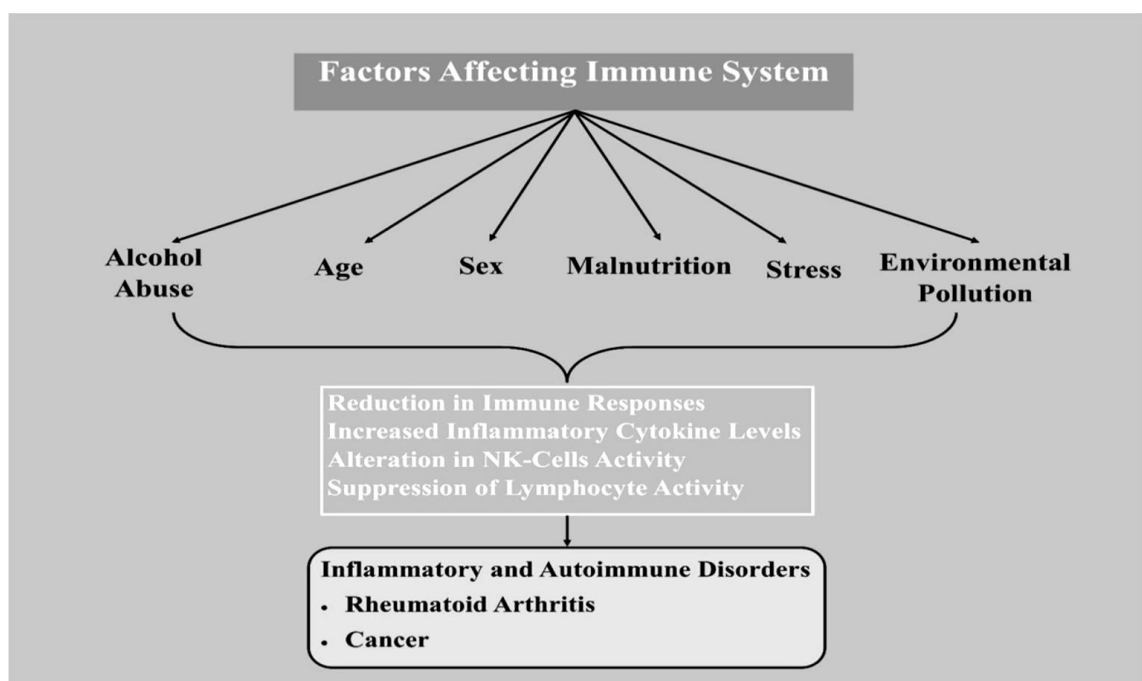 Factors Affecting Immune System
Alcohol
Abuse
Age
Sex
Malnutrition
Stress
Environmental
Pollution
Reduction in Immune Responses
Increased Inflammatory Cytokine Levels
Alteration in NK-Cells Activity
Suppression of Lymphocyte Activity
Inflammatory and Autoimmune Disorders
• Rheumatoid Arthritis
• Cancer